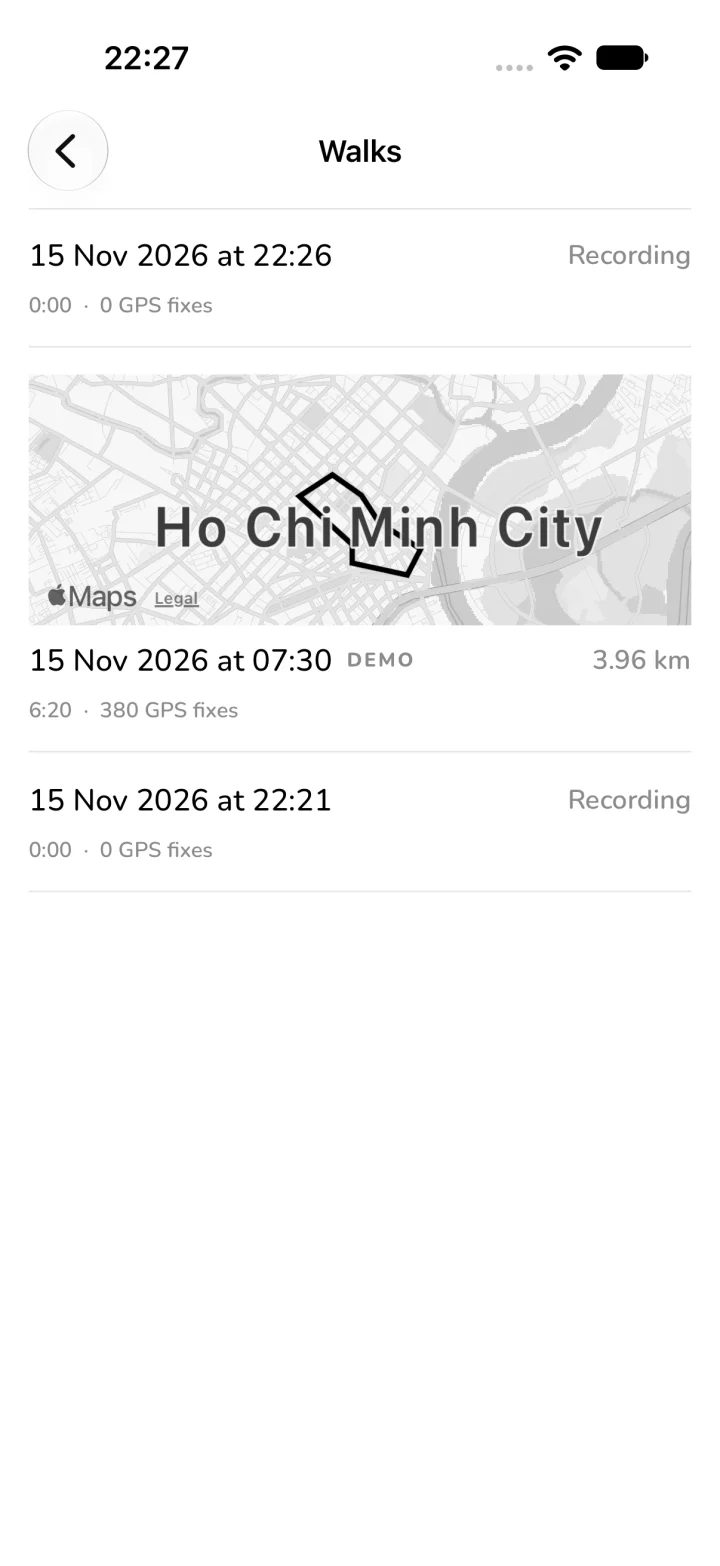 22:27
Walks
15 Nov 2026 at 22:26 Recording
0:00 · 0 GPS fixes
Ho Chi Minh City
Maps Legal
15 Nov 2026 at 07:30 DEMO 3.96 km
6:20 · 380 GPS fixes
15 Nov 2026 at 22:21 Recording
0:00 · 0 GPS fixes